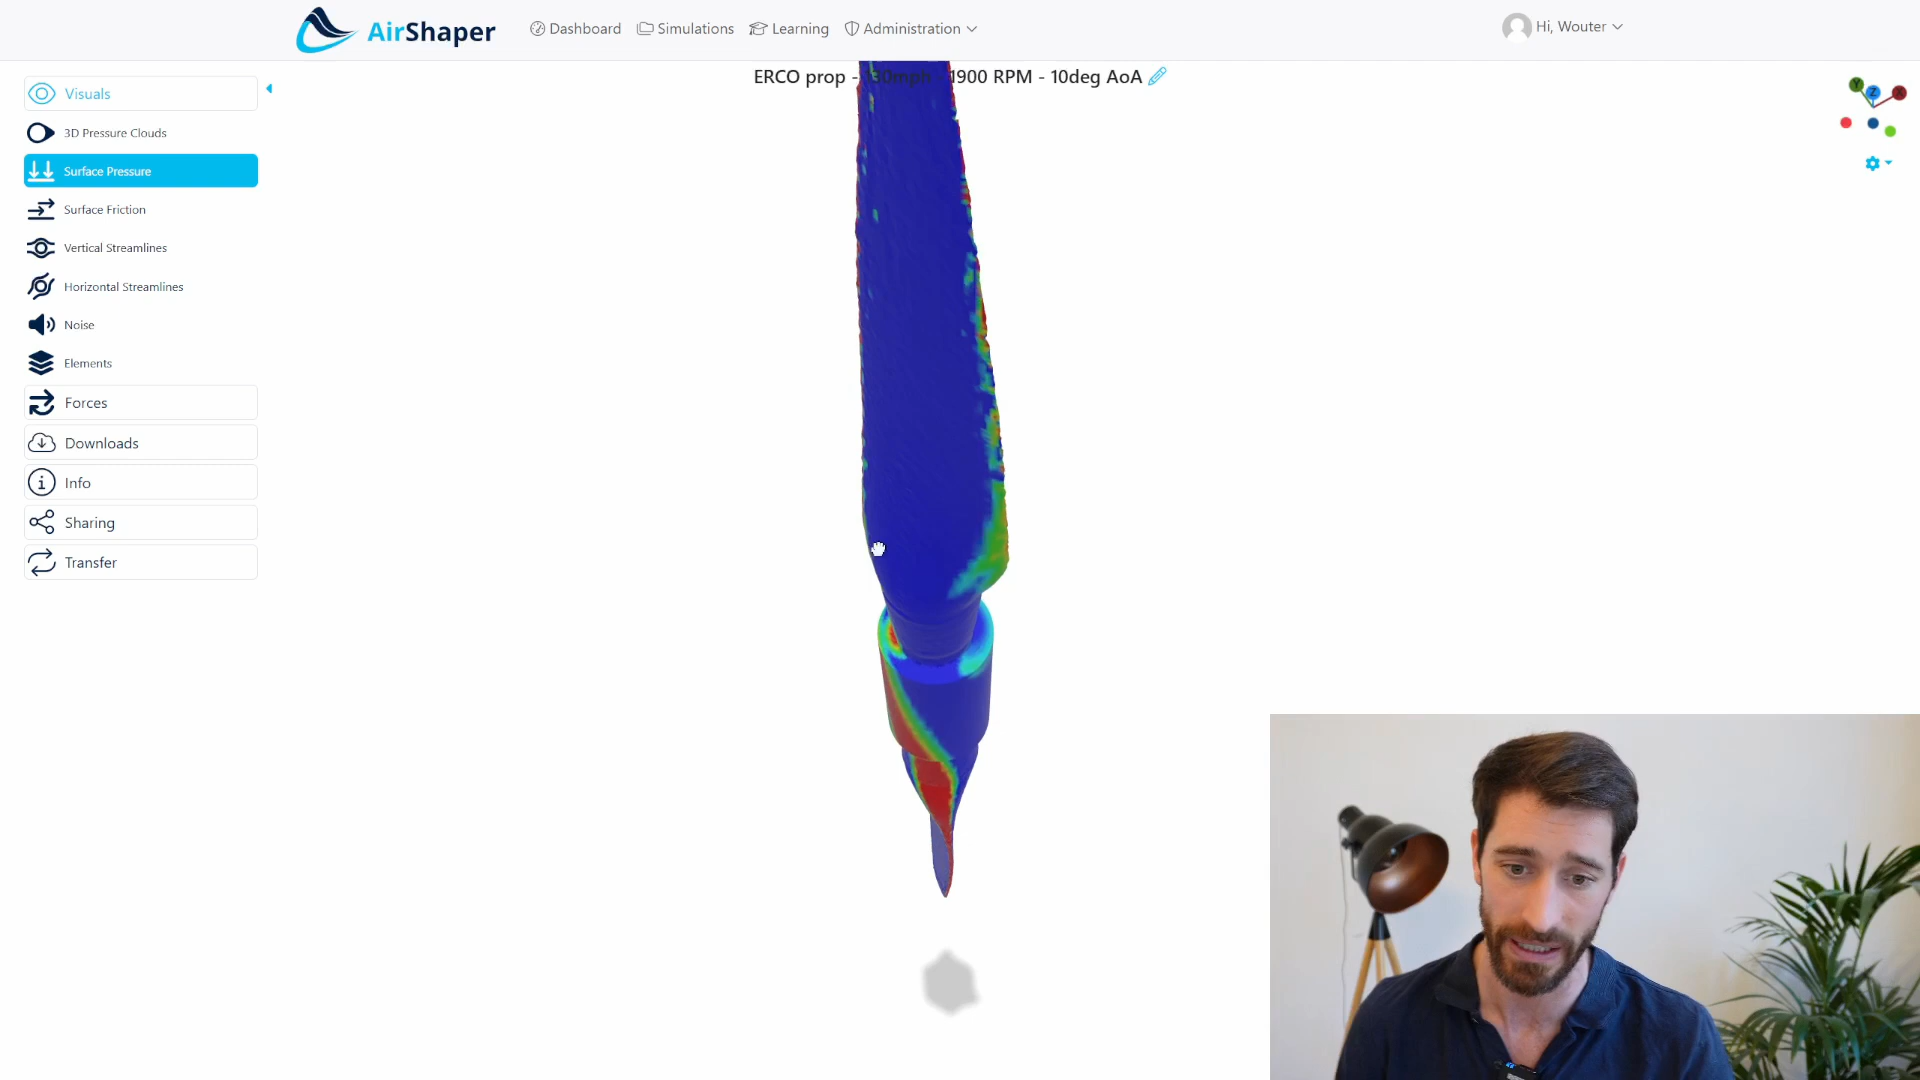 AirShaper
Dashboard
Simulations
Learning
Administration
Hi, Wouter
ERCO prop - 130mph - 1900 RPM - 10deg AoA
Visuals
3D Pressure Clouds
Surface Pressure
Surface Friction
Vertical Streamlines
Horizontal Streamlines
Noise
Elements
Forces
Downloads
Info
Sharing
Transfer
Y
Z
X